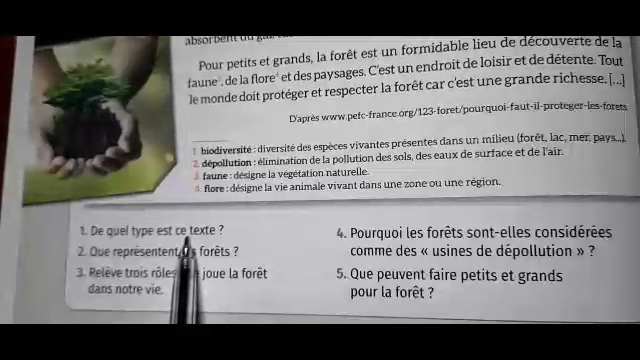 absorbent du
Pour petits et grands, la forêt est un formidable lieu de découverte de la
faune³, de la flore⁴ et des paysages. C'est un endroit de loisir et de détente. Tout
le monde doit protéger et respecter la forêt car c'est une grande richesse. [...]
D'après www.pefc-france.org/123-foret/pourquoi-faut-il-proteger-les-forets
1. biodiversité : diversité des espèces vivantes présentes dans un milieu (forêt, lac, mer, pays...).
2. dépollution : élimination de la pollution des sols, des eaux de surface et de l'air.
3. faune : désigne la végétation naturelle.
4. flore : désigne la vie animale vivant dans une zone ou une région.
1. De quel type est ce texte ?
2. Que représentent forêts ?
3. Relève trois rôles joue la forêt
dans notre vie.
4. Pourquoi les forêts sont-elles considérées
comme des « usines de dépollution » ?
5. Que peuvent faire petits et grands
pour la forêt ?